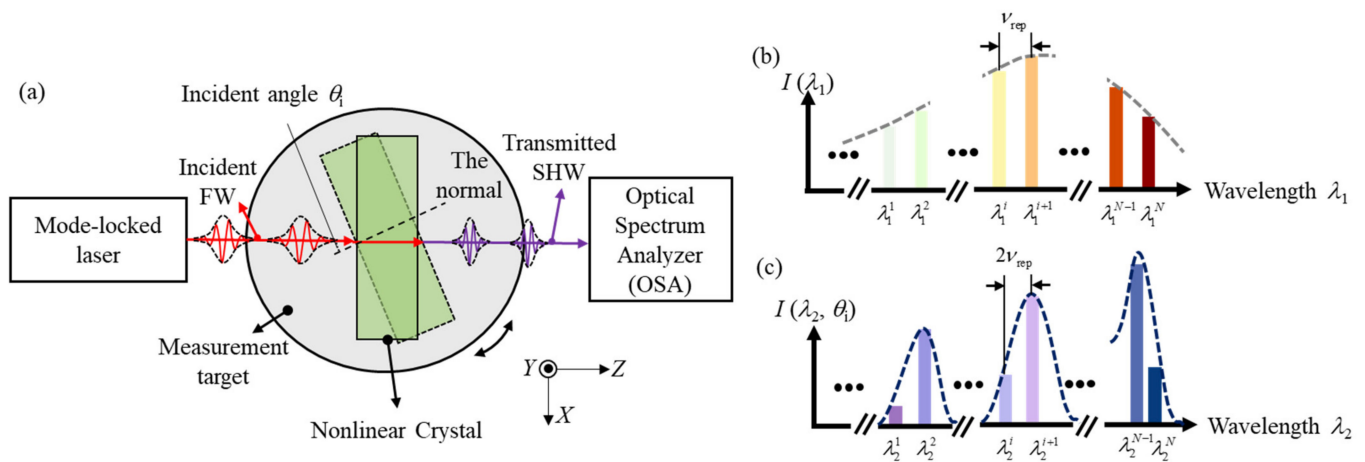 (a)
Incident angle θi
Incident
FW
The
normal
Transmitted
SHW
Mode-locked
laser
Optical
Spectrum
Analyzer
(OSA)
Measurement
target
Nonlinear Crystal
Y
Z
X
(b)
νrep
I (λ1)
λ1^1 λ1^2 λ1^i λ1^i+1 λ1^N−1 λ1^N
Wavelength λ1
(c)
2νrep
I (λ2, θi)
λ2^1 λ2^2 λ2^i λ2^i+1 λ2^N−1 λ2^N
Wavelength λ2